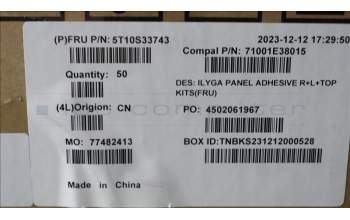 (P)FRU P/N: 5T10S33743
2023-12-12 17:29:50
Compal P/N: 71001E38015
Quantity: 50
DES: ILYGA PANEL ADHESIVE R+L+TOP
KITS(FRU)
(4L)Origion: CN
PO: 4502061967
MO: 77482413
BOX ID:TNBKS231212000528
Made in China